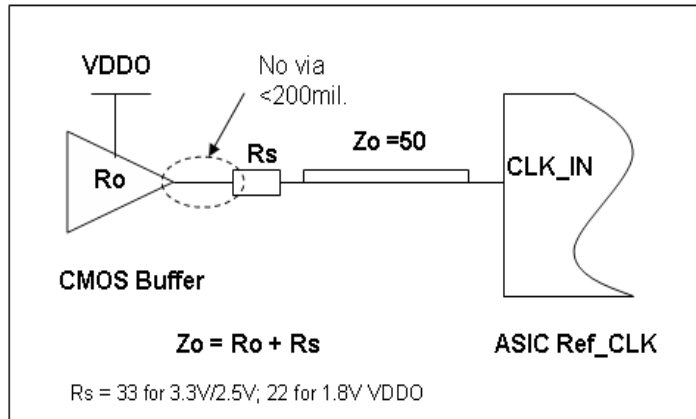 VDDO
No via
<200mil.
Ro
Rs
Zo =50
CLK_IN
CMOS Buffer
Zo = Ro + Rs
ASIC Ref_CLK
Rs = 33 for 3.3V/2.5V; 22 for 1.8V VDDO